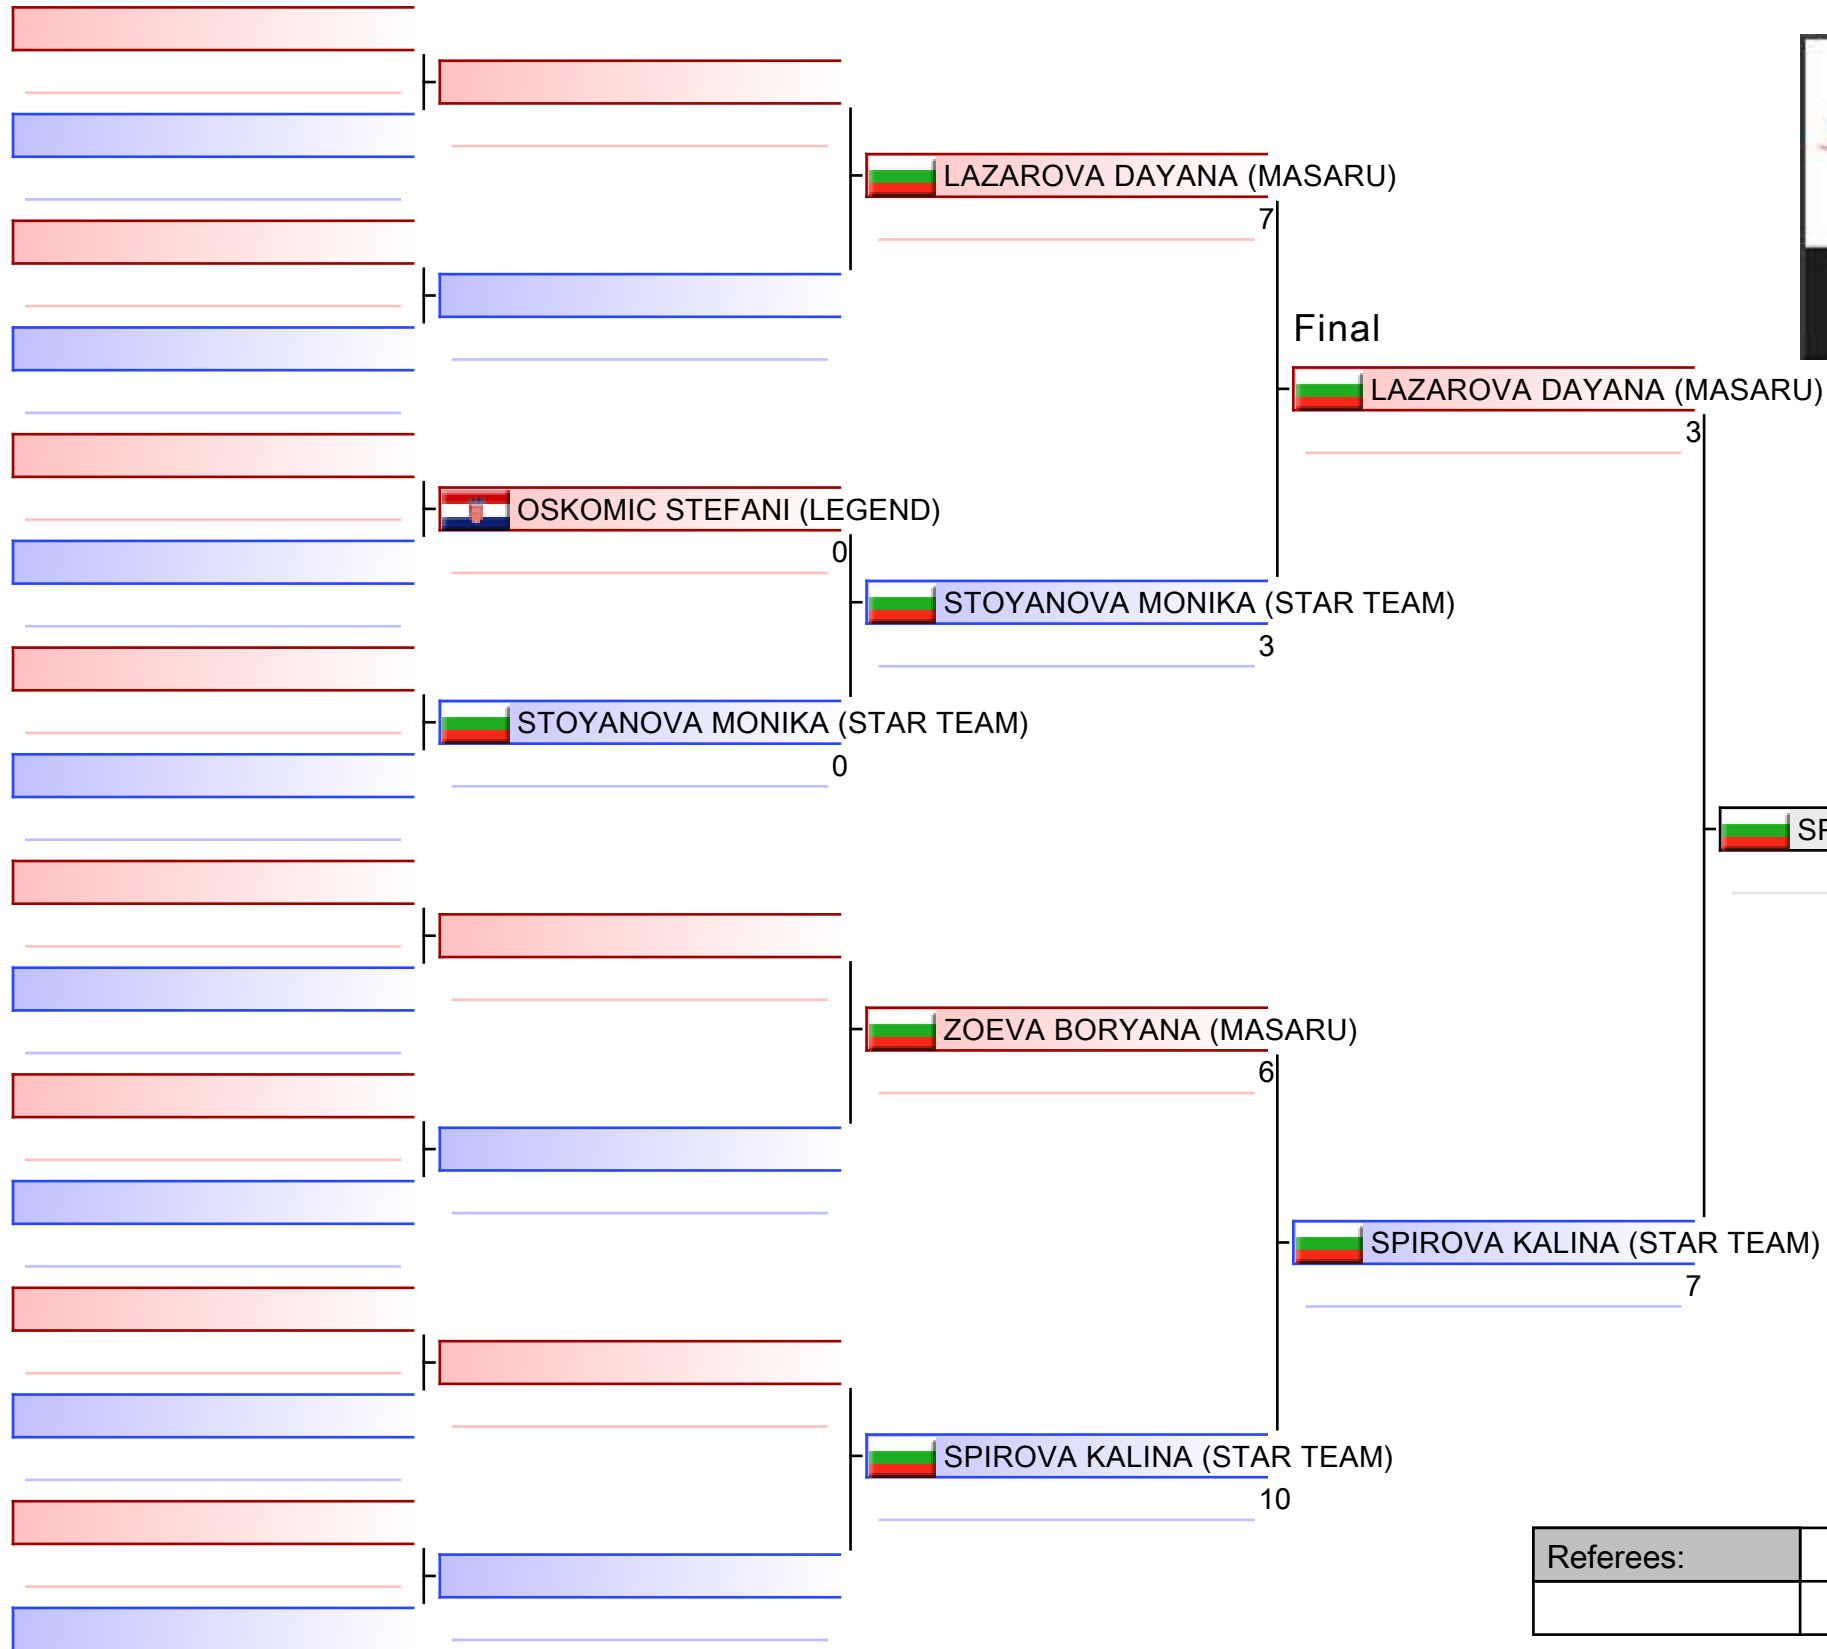 LAZAROVA DAYANA (MASARU)
7
Final
LAZAROVA DAYANA (MASARU)
3
OSKOMIC STEFANI (LEGEND)
0
STOYANOVA MONIKA (STAR TEAM)
3
STOYANOVA MONIKA (STAR TEAM)
0
ZOEVA BORYANA (MASARU)
6
SPIROVA KALINA (STAR TEAM)
7
SPIROVA KALINA (STAR TEAM)
10
Referees: